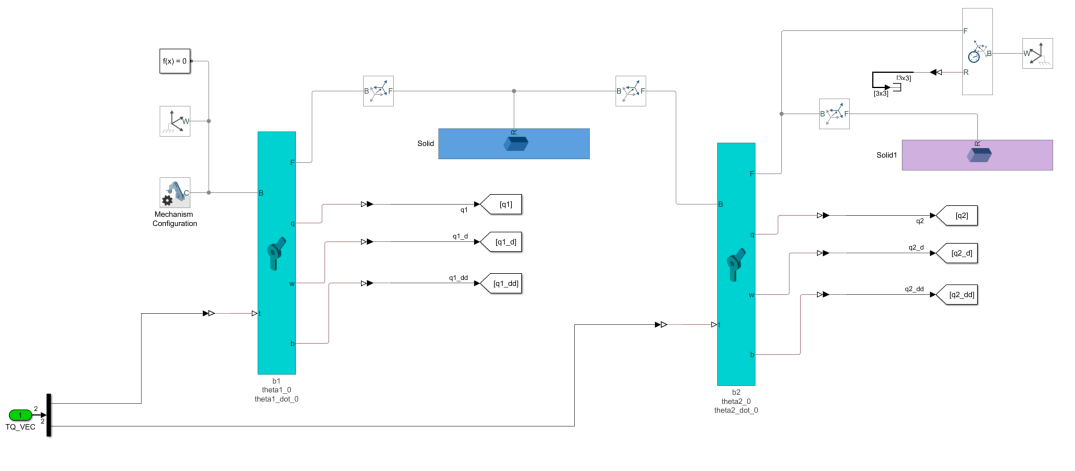 f(x) = 0
W
C
Mechanism
Configuration
B
F
q
w
t
b
b1
theta1_0
theta1_dot_0
B
F
R
Solid
B
F
q1
[q1]
q1_d
[q1_d]
q1_dd
[q1_dd]
B
F
q
w
t
b
b2
theta2_0
theta2_dot_0
F
B
R
W
[3x3]
[3x3]
B
F
R
Solid1
q2
[q2]
q2_d
[q2_d]
q2_dd
[q2_dd]
1
TQ_VEC
2
2